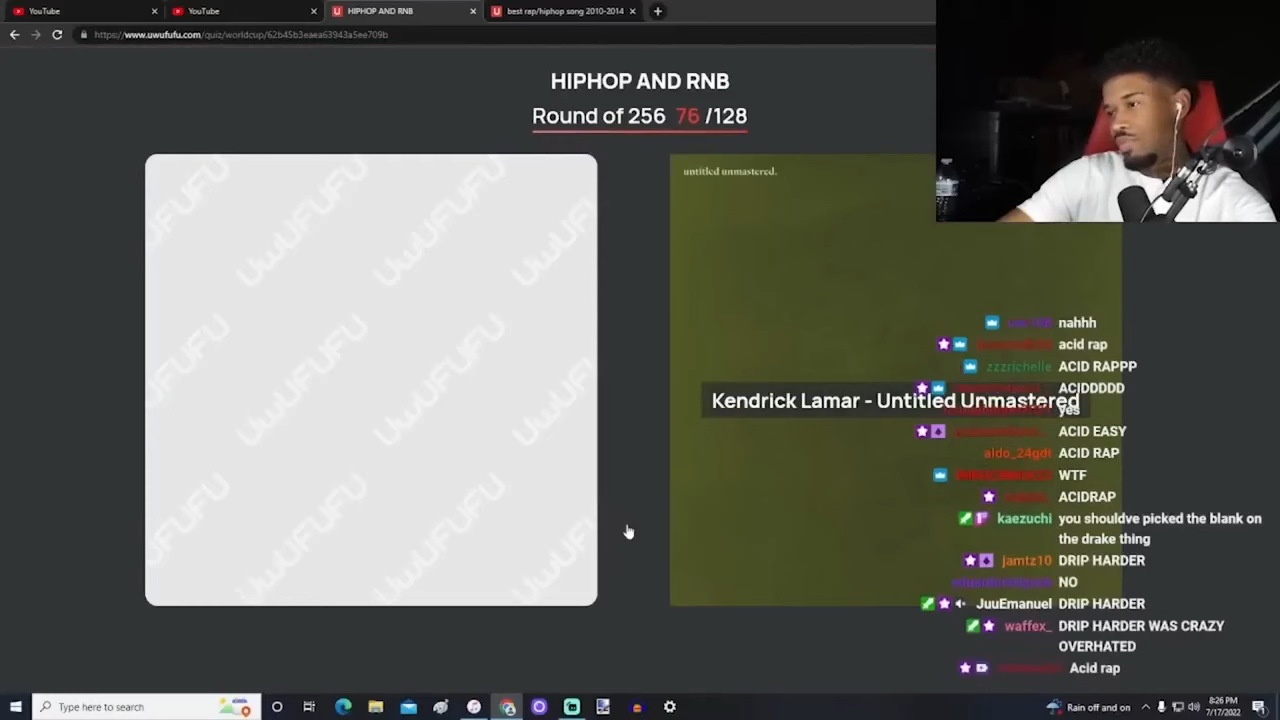 YouTube
YouTube
HIPHOP AND RNB
best rap/hiphop song 2010-2014
https://www.uwufufu.com/quiz/worldcup/62b45b3eaea63943a5ee709b
HIPHOP AND RNB
Round of 256 76 /128
UWUFUFU
untitled unmastered.
Kendrick Lamar - Untitled Unmastered
nahhh
acid rap
zzzrichelle ACID RAPPP
ACIDDDDD
yes
ACID EASY
aldo_24gdt ACID RAP
WTF
ACIDRAP
kaezuchi you shouldve picked the blank on
the drake thing
jamtz10 DRIP HARDER
NO
JuuEmanuel DRIP HARDER
waffex_ DRIP HARDER WAS CRAZY
OVERHATED
Acid rap
Type here to search
Rain off and on
8:26 PM
7/17/2022